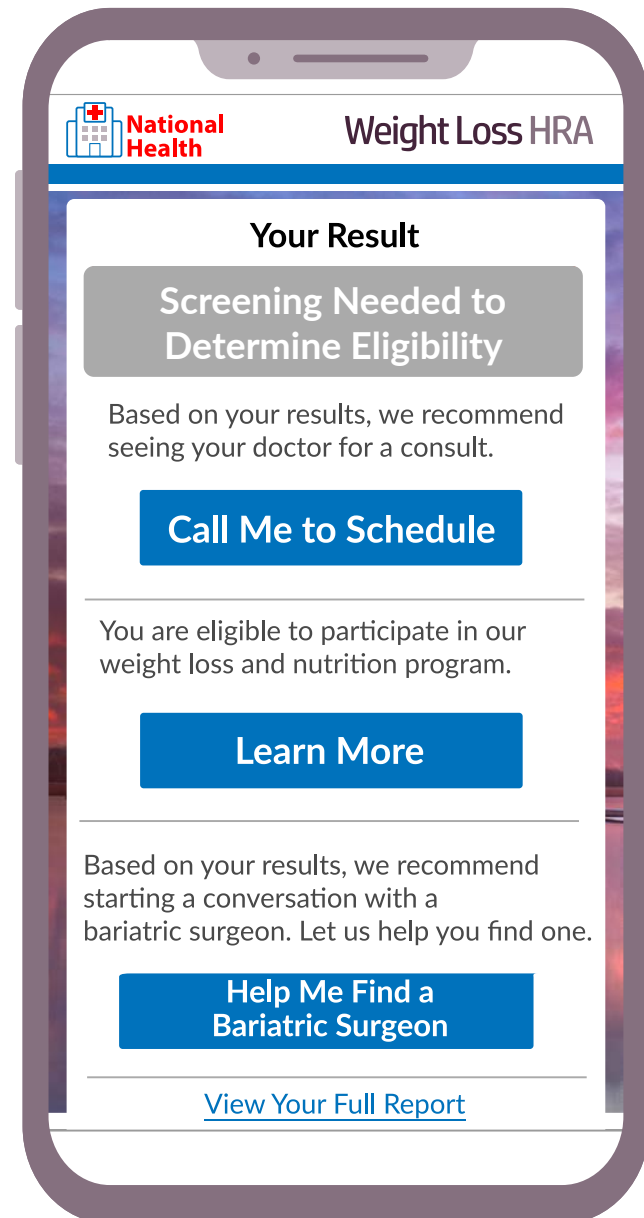 National
Health
Weight Loss HRA
Your Result
Screening Needed to
Determine Eligibility
Based on your results, we recommend
seeing your doctor for a consult.
Call Me to Schedule
You are eligible to participate in our
weight loss and nutrition program.
Learn More
Based on your results, we recommend
starting a conversation with a
bariatric surgeon. Let us help you find one.
Help Me Find a
Bariatric Surgeon
View Your Full Report